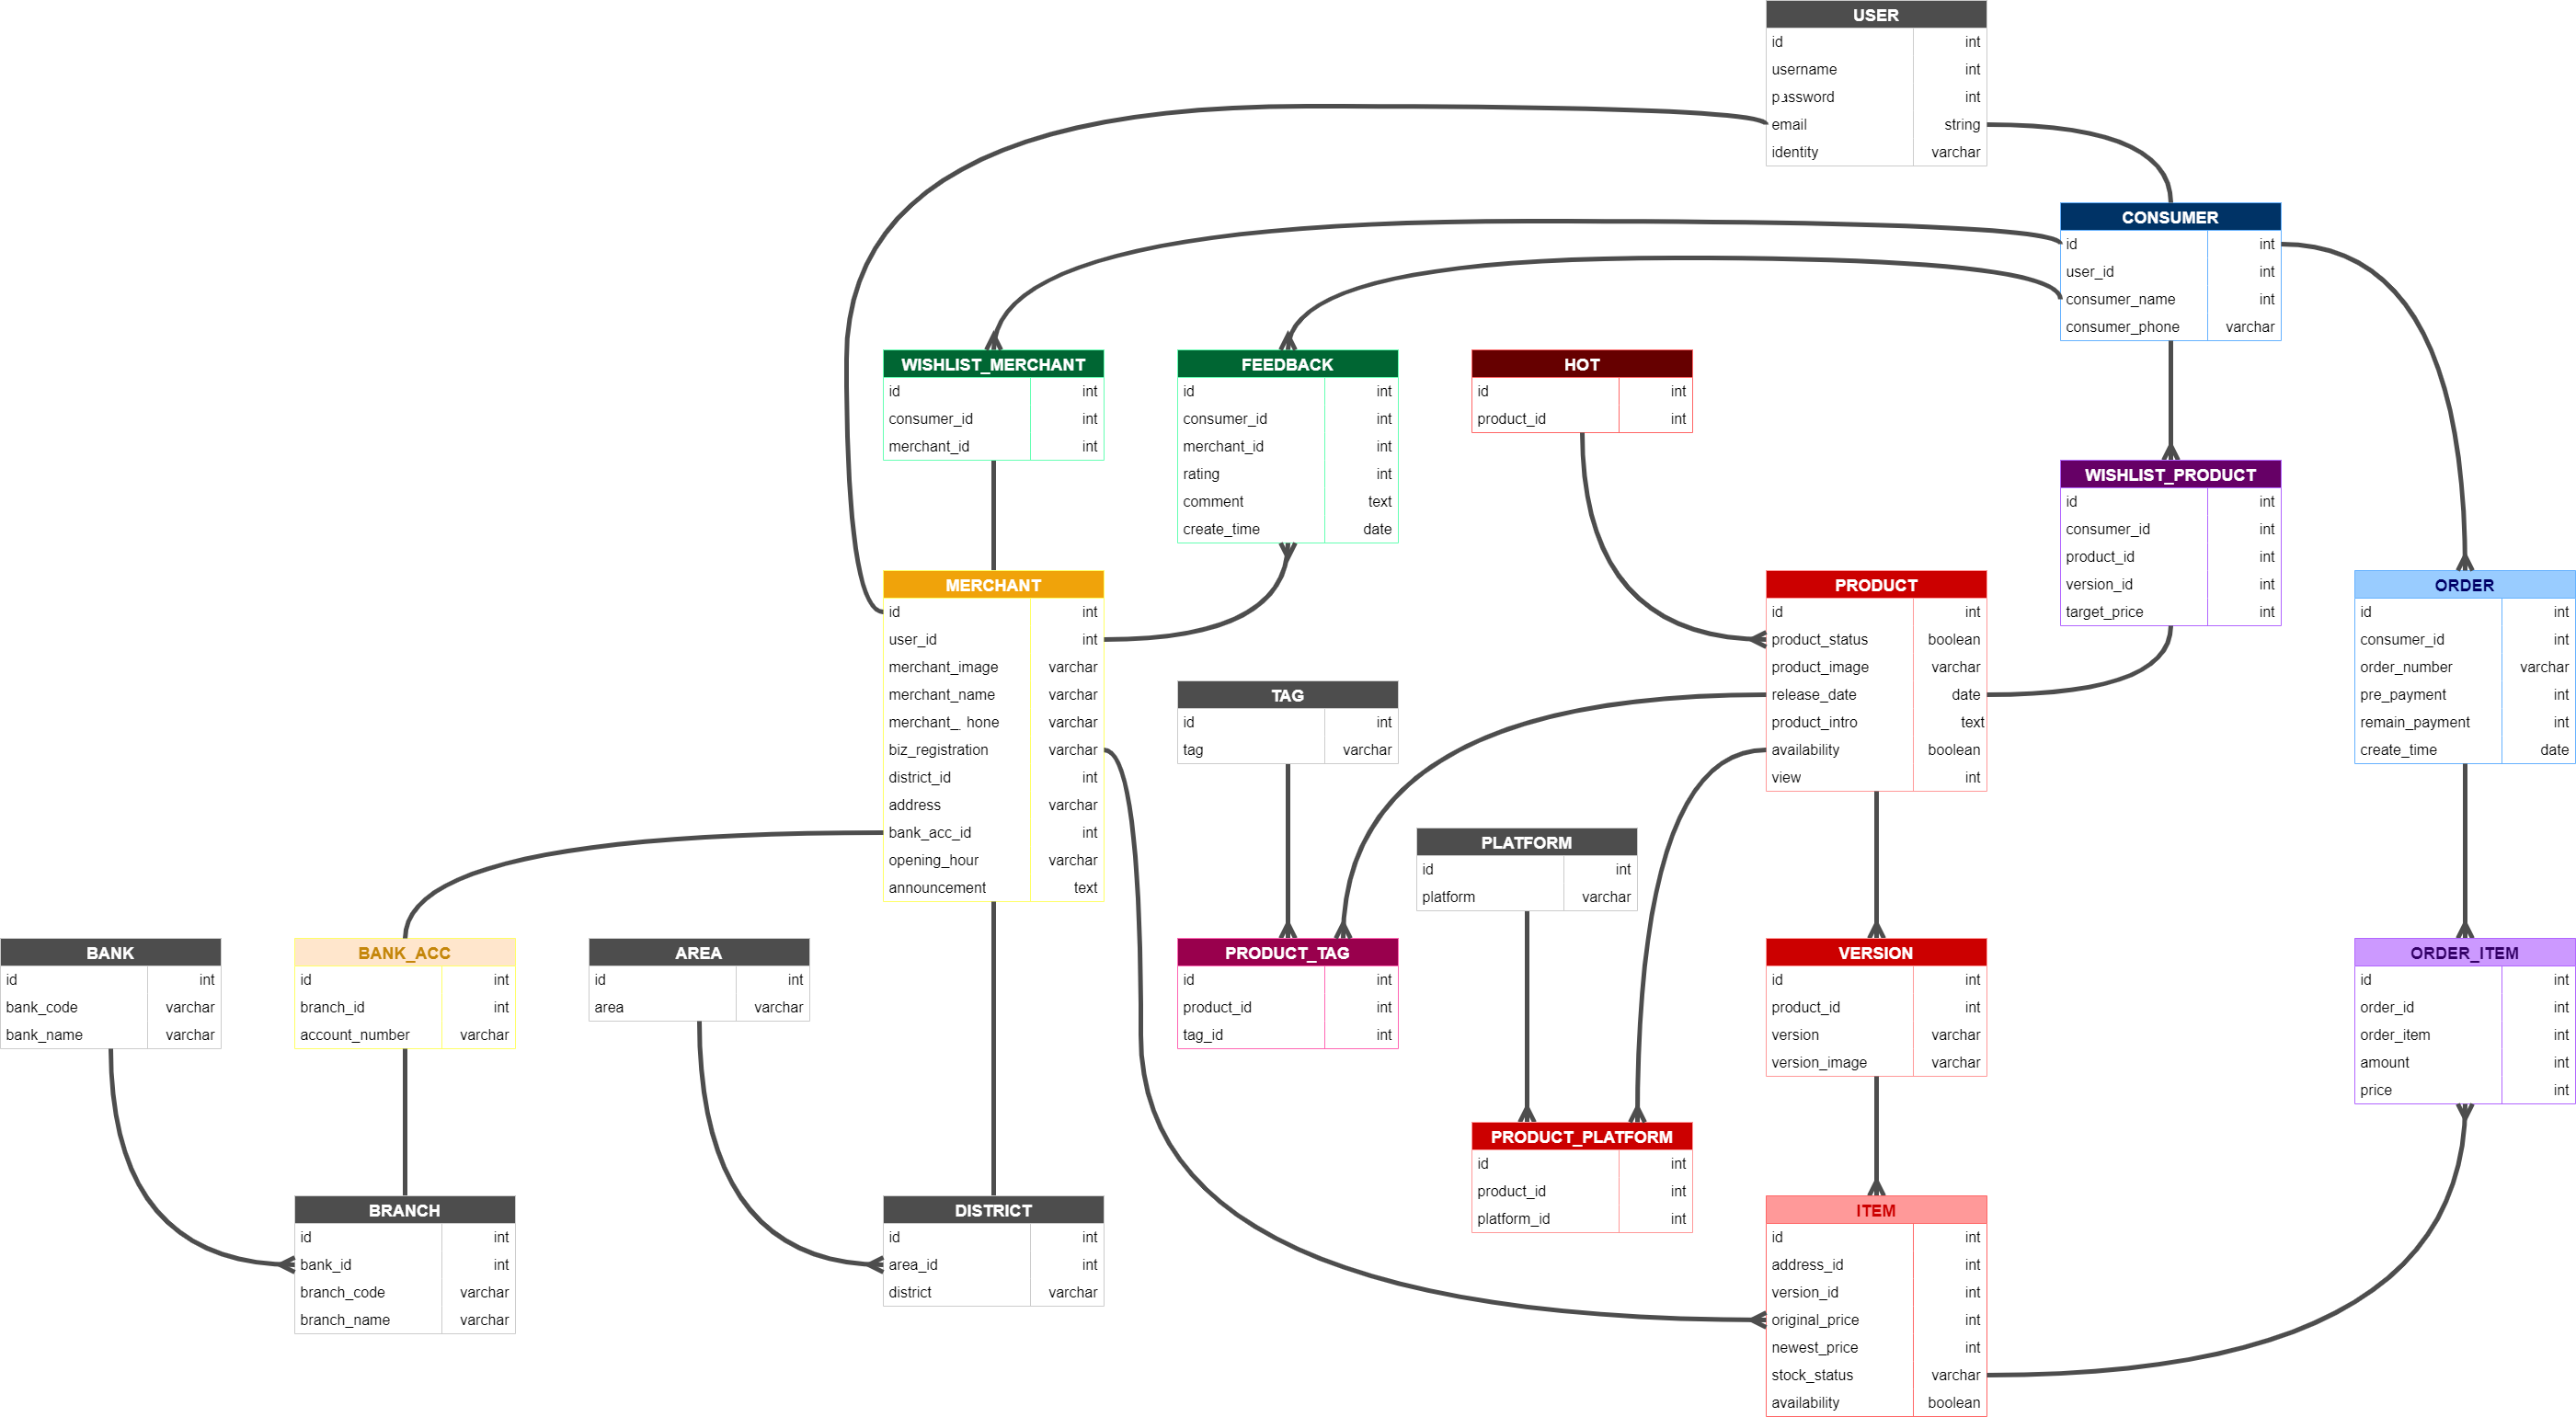 USER
id int
username int
password int
email string
identity varchar
CONSUMER
id int
user_id int
consumer_name int
consumer_phone varchar
WISHLIST_MERCHANT
id int
consumer_id int
merchant_id int
FEEDBACK
id int
consumer_id int
merchant_id int
rating int
comment text
create_time date
HOT
id int
product_id int
WISHLIST_PRODUCT
id int
consumer_id int
product_id int
version_id int
target_price int
MERCHANT
id int
user_id int
merchant_image varchar
merchant_name varchar
merchant_ hone varchar
biz_registration varchar
district_id int
address varchar
bank_acc_id int
opening_hour varchar
announcement text
PRODUCT
id int
product_status boolean
product_image varchar
release_date date
product_intro text
availability boolean
view int
ORDER
id int
consumer_id int
order_number varchar
pre_payment int
remain_payment int
create_time date
TAG
id int
tag varchar
PLATFORM
id int
platform varchar
BANK
id int
bank_code varchar
bank_name varchar
BANK_ACC
id int
branch_id int
account_number varchar
AREA
id int
area varchar
PRODUCT_TAG
id int
product_id int
tag_id int
VERSION
id int
product_id int
version varchar
version_image varchar
ORDER_ITEM
id int
order_id int
order_item int
amount int
price int
PRODUCT_PLATFORM
id int
product_id int
platform_id int
BRANCH
id int
bank_id int
branch_code varchar
branch_name varchar
DISTRICT
id int
area_id int
district varchar
ITEM
id int
address_id int
version_id int
original_price int
newest_price int
stock_status varchar
availability boolean